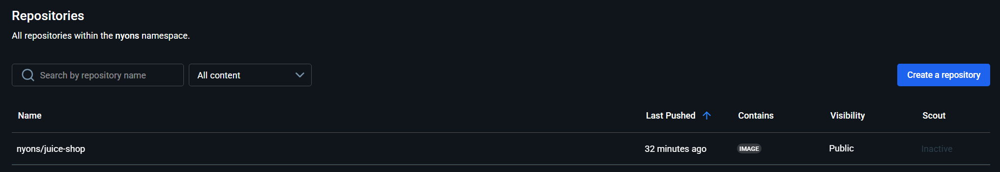 Repositories
All repositories within the nyons namespace.
Search by repository name
All content
Create a repository
Name Last Pushed Contains Visibility Scout
nyons/juice-shop 32 minutes ago IMAGE Public Inactive